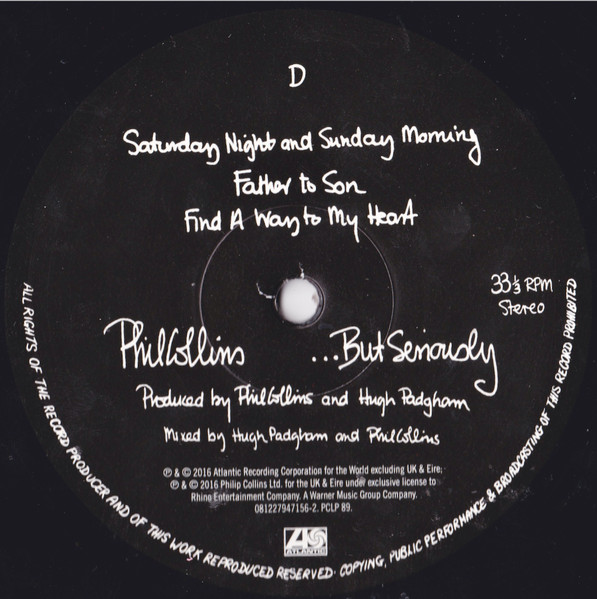 D
Saturday Night and Sunday Morning
Father to Son
Find A Way to My Heart
33 1/3 RPM
Stereo
Phil Collins ...But Seriously
Produced by Phil Collins and Hugh Padgham
Mixed by Hugh Padgham and Phil Collins
℗ & © 2016 Atlantic Recording Corporation for the World excluding UK & Eire.
℗ & © 2016 Philip Collins Ltd. for the UK & Eire under exclusive license to
Rhino Entertainment Company. A Warner Music Group Company.
081227947156-2. PCLP 89.
ATLANTIC
ALL RIGHTS OF THE RECORD PRODUCER AND OF THIS WORK REPRODUCED RESERVED · COPYING, PUBLIC PERFORMANCE & BROADCASTING OF THIS RECORD PROHIBITED